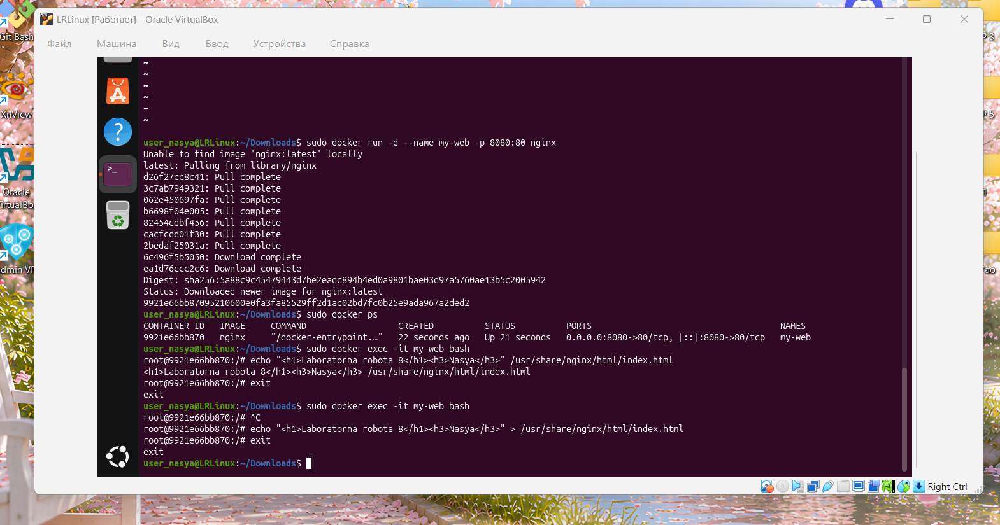 LRLinux [Работает] - Oracle VirtualBox
Файл Машина Вид Ввод Устройства Справка
~
~
~
~
~
~
user_nasya@LRLinux:~/Downloads$ sudo docker run -d --name my-web -p 8080:80 nginx
Unable to find image 'nginx:latest' locally
latest: Pulling from library/nginx
d26f27cc8c41: Pull complete
3c7ab7949321: Pull complete
062e450697fa: Pull complete
b6698f04e005: Pull complete
82454cdbf456: Pull complete
cacfcdd01f30: Pull complete
2bedaf25031a: Pull complete
6c496f5b5050: Download complete
ea1d76ccc2c6: Download complete
Digest: sha256:5a88c9c45479443d7be2eadc894b4ed0a9801bae03d97a5760ae13b5c2005942
Status: Downloaded newer image for nginx:latest
9921e66bb87095210600e0fa3fa85529ff2d1ac02bd7fc0b25e9ada967a2ded2
user_nasya@LRLinux:~/Downloads$ sudo docker ps
CONTAINER ID IMAGE COMMAND CREATED STATUS PORTS NAMES
9921e66bb870 nginx "/docker-entrypoint.…" 22 seconds ago Up 21 seconds 0.0.0.0:8080->80/tcp, [::]:8080->80/tcp my-web
user_nasya@LRLinux:~/Downloads$ sudo docker exec -it my-web bash
root@9921e66bb870:/# echo "<h1>Laboratorna robota 8</h1><h3>Nasya</h3>" /usr/share/nginx/html/index.html
<h1>Laboratorna robota 8</h1><h3>Nasya</h3> /usr/share/nginx/html/index.html
root@9921e66bb870:/# exit
exit
user_nasya@LRLinux:~/Downloads$ sudo docker exec -it my-web bash
root@9921e66bb870:/# ^C
root@9921e66bb870:/# echo "<h1>Laboratorna robota 8</h1><h3>Nasya</h3>" > /usr/share/nginx/html/index.html
root@9921e66bb870:/# exit
exit
user_nasya@LRLinux:~/Downloads$
Right Ctrl
Git Bash
XnView
Oracle